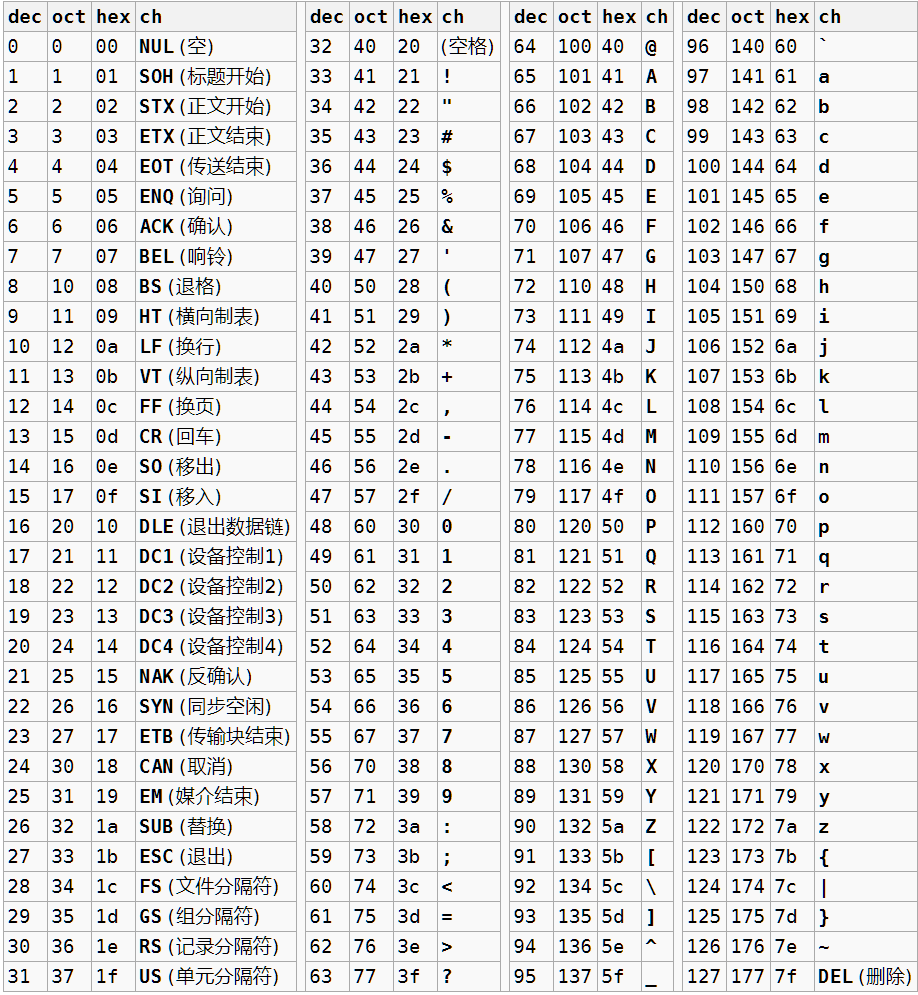 dec oct hex ch dec oct hex ch dec oct hex ch dec oct hex ch
0 0 00 NUL (空) 32 40 20 (空格) 64 100 40 @ 96 140 60 `
1 1 01 SOH (标题开始) 33 41 21 ! 65 101 41 A 97 141 61 a
2 2 02 STX (正文开始) 34 42 22 " 66 102 42 B 98 142 62 b
3 3 03 ETX (正文结束) 35 43 23 # 67 103 43 C 99 143 63 c
4 4 04 EOT (传送结束) 36 44 24 $ 68 104 44 D 100 144 64 d
5 5 05 ENQ (询问) 37 45 25 % 69 105 45 E 101 145 65 e
6 6 06 ACK (确认) 38 46 26 & 70 106 46 F 102 146 66 f
7 7 07 BEL (响铃) 39 47 27 ' 71 107 47 G 103 147 67 g
8 10 08 BS (退格) 40 50 28 ( 72 110 48 H 104 150 68 h
9 11 09 HT (横向制表) 41 51 29 ) 73 111 49 I 105 151 69 i
10 12 0a LF (换行) 42 52 2a * 74 112 4a J 106 152 6a j
11 13 0b VT (纵向制表) 43 53 2b + 75 113 4b K 107 153 6b k
12 14 0c FF (换页) 44 54 2c , 76 114 4c L 108 154 6c l
13 15 0d CR (回车) 45 55 2d - 77 115 4d M 109 155 6d m
14 16 0e SO (移出) 46 56 2e . 78 116 4e N 110 156 6e n
15 17 0f SI (移入) 47 57 2f / 79 117 4f O 111 157 6f o
16 20 10 DLE (退出数据链) 48 60 30 0 80 120 50 P 112 160 70 p
17 21 11 DC1 (设备控制1) 49 61 31 1 81 121 51 Q 113 161 71 q
18 22 12 DC2 (设备控制2) 50 62 32 2 82 122 52 R 114 162 72 r
19 23 13 DC3 (设备控制3) 51 63 33 3 83 123 53 S 115 163 73 s
20 24 14 DC4 (设备控制4) 52 64 34 4 84 124 54 T 116 164 74 t
21 25 15 NAK (反确认) 53 65 35 5 85 125 55 U 117 165 75 u
22 26 16 SYN (同步空闲) 54 66 36 6 86 126 56 V 118 166 76 v
23 27 17 ETB (传输块结束) 55 67 37 7 87 127 57 W 119 167 77 w
24 30 18 CAN (取消) 56 70 38 8 88 130 58 X 120 170 78 x
25 31 19 EM (媒介结束) 57 71 39 9 89 131 59 Y 121 171 79 y
26 32 1a SUB (替换) 58 72 3a : 90 132 5a Z 122 172 7a z
27 33 1b ESC (退出) 59 73 3b ; 91 133 5b [ 123 173 7b {
28 34 1c FS (文件分隔符) 60 74 3c < 92 134 5c \ 124 174 7c |
29 35 1d GS (组分隔符) 61 75 3d = 93 135 5d ] 125 175 7d }
30 36 1e RS (记录分隔符) 62 76 3e > 94 136 5e ^ 126 176 7e ~
31 37 1f US (单元分隔符) 63 77 3f ? 95 137 5f _ 127 177 7f DEL (删除)